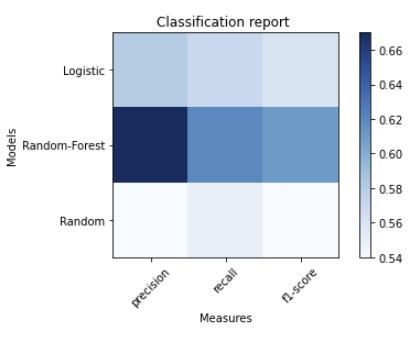 Classification report
Models
Logistic
Random-Forest
Random
precision
recall
f1-score
Measures
0.66
0.64
0.62
0.60
0.58
0.56
0.54